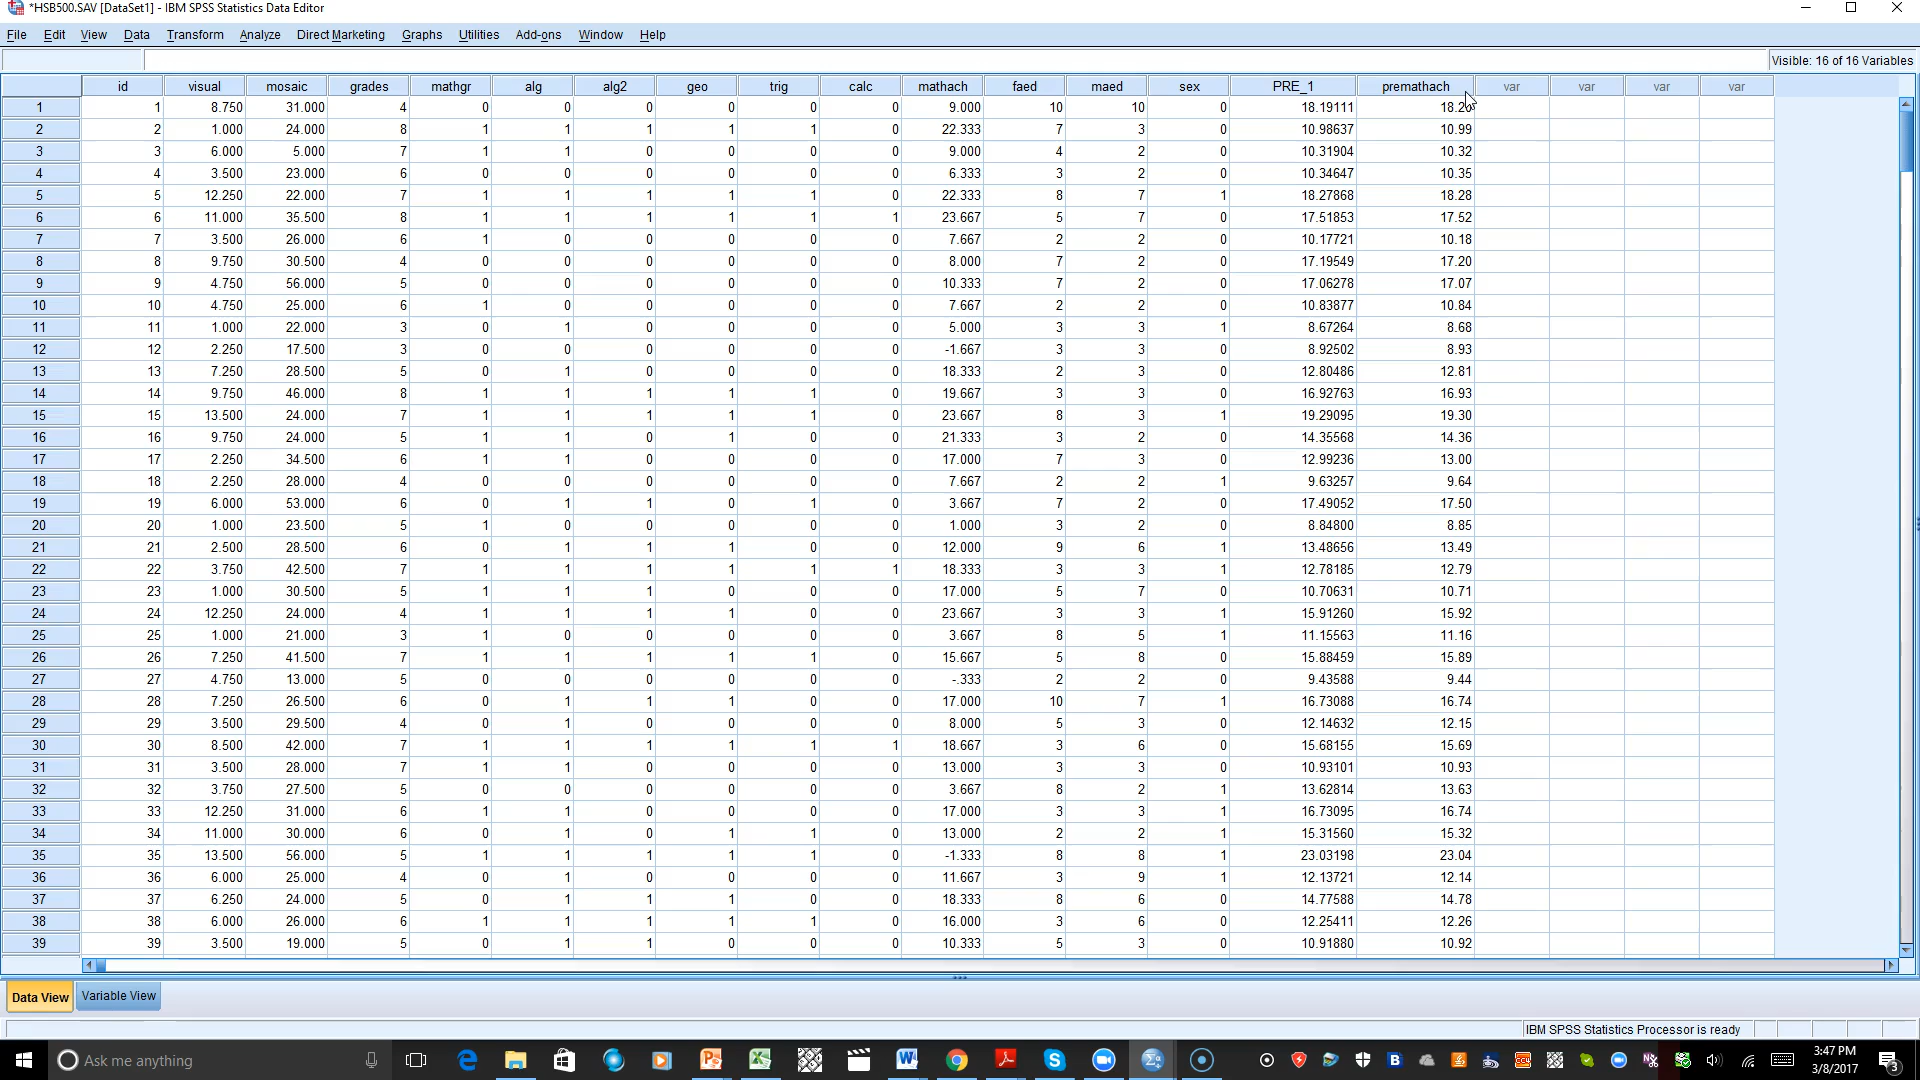 *HSB500.SAV [DataSet1] - IBM SPSS Statistics Data Editor
File Edit View Data Transform Analyze Direct Marketing Graphs Utilities Add-ons Window Help
Visible: 16 of 16 Variables
id visual mosaic grades mathgr alg alg2 geo trig calc mathach faed maed sex PRE_1 premathach var var var var
1 1 8.750 31.000 4 0 0 0 0 0 0 9.000 10 10 0 18.19111 18.20
2 2 1.000 24.000 8 1 1 1 1 1 0 22.333 7 3 0 10.98637 10.99
3 3 6.000 5.000 7 1 1 0 0 0 0 9.000 4 2 0 10.31904 10.32
4 4 3.500 23.000 6 0 0 0 0 0 0 6.333 3 2 0 10.34647 10.35
5 5 12.250 22.000 7 1 1 1 1 1 0 22.333 8 7 1 18.27868 18.28
6 6 11.000 35.500 8 1 1 1 1 1 1 23.667 5 7 0 17.51853 17.52
7 7 3.500 26.000 6 1 0 0 0 0 0 7.667 2 2 0 10.17721 10.18
8 8 9.750 30.500 4 0 0 0 0 0 0 8.000 7 2 0 17.19549 17.20
9 9 4.750 56.000 5 0 0 0 0 0 0 10.333 7 2 0 17.06278 17.07
10 10 4.750 25.000 6 1 0 0 0 0 0 7.667 2 2 0 10.83877 10.84
11 11 1.000 22.000 3 0 1 0 0 0 0 5.000 3 3 1 8.67264 8.68
12 12 2.250 17.500 3 0 0 0 0 0 0 -1.667 3 3 0 8.92502 8.93
13 13 7.250 28.500 5 0 1 0 0 0 0 18.333 2 3 0 12.80486 12.81
14 14 9.750 46.000 8 1 1 1 1 1 0 19.667 3 3 0 16.92763 16.93
15 15 13.500 24.000 7 1 1 1 1 1 0 23.667 8 3 1 19.29095 19.30
16 16 9.750 24.000 5 1 1 0 1 0 0 21.333 3 2 0 14.35568 14.36
17 17 2.250 34.500 6 1 1 0 0 0 0 17.000 7 3 0 12.99236 13.00
18 18 2.250 28.000 4 0 0 0 0 0 0 7.667 2 2 1 9.63257 9.64
19 19 6.000 53.000 6 0 1 1 0 1 0 3.667 7 2 0 17.49052 17.50
20 20 1.000 23.500 5 1 0 0 0 0 0 1.000 3 2 0 8.84800 8.85
21 21 2.500 28.500 6 0 1 1 1 0 0 12.000 9 6 1 13.48656 13.49
22 22 3.750 42.500 7 1 1 1 1 1 1 18.333 3 3 1 12.78185 12.79
23 23 1.000 30.500 5 1 1 1 0 0 0 17.000 5 7 0 10.70631 10.71
24 24 12.250 24.000 4 1 1 1 1 0 0 23.667 3 3 1 15.91260 15.92
25 25 1.000 21.000 3 1 0 0 0 0 0 3.667 8 5 1 11.15563 11.16
26 26 7.250 41.500 7 1 1 1 1 1 0 15.667 5 8 0 15.88459 15.89
27 27 4.750 13.000 5 0 0 0 0 0 0 -.333 2 2 0 9.43588 9.44
28 28 7.250 26.500 6 0 1 1 1 0 0 17.000 10 7 1 16.73088 16.74
29 29 3.500 29.500 4 0 1 0 0 0 0 8.000 5 3 0 12.14632 12.15
30 30 8.500 42.000 7 1 1 1 1 1 1 18.667 3 6 0 15.68155 15.69
31 31 3.500 28.000 7 1 1 0 0 0 0 13.000 3 3 0 10.93101 10.93
32 32 3.750 27.500 5 0 0 0 0 0 0 3.667 8 2 1 13.62814 13.63
33 33 12.250 31.000 6 1 1 0 0 0 0 17.000 3 3 1 16.73095 16.74
34 34 11.000 30.000 6 0 1 0 1 1 0 13.000 2 2 1 15.31560 15.32
35 35 13.500 56.000 5 1 1 1 1 1 0 -1.333 8 8 1 23.03198 23.04
36 36 6.000 25.000 4 0 1 0 0 0 0 11.667 3 9 1 12.13721 12.14
37 37 6.250 24.000 5 0 1 1 1 0 0 18.333 8 6 0 14.77588 14.78
38 38 6.000 26.000 6 1 1 1 1 1 0 16.000 3 6 0 12.25411 12.26
39 39 3.500 19.000 5 0 1 1 0 0 0 10.333 5 3 0 10.91880 10.92
Data View Variable View
IBM SPSS Statistics Processor is ready
Ask me anything
3:47 PM
3/8/2017
3